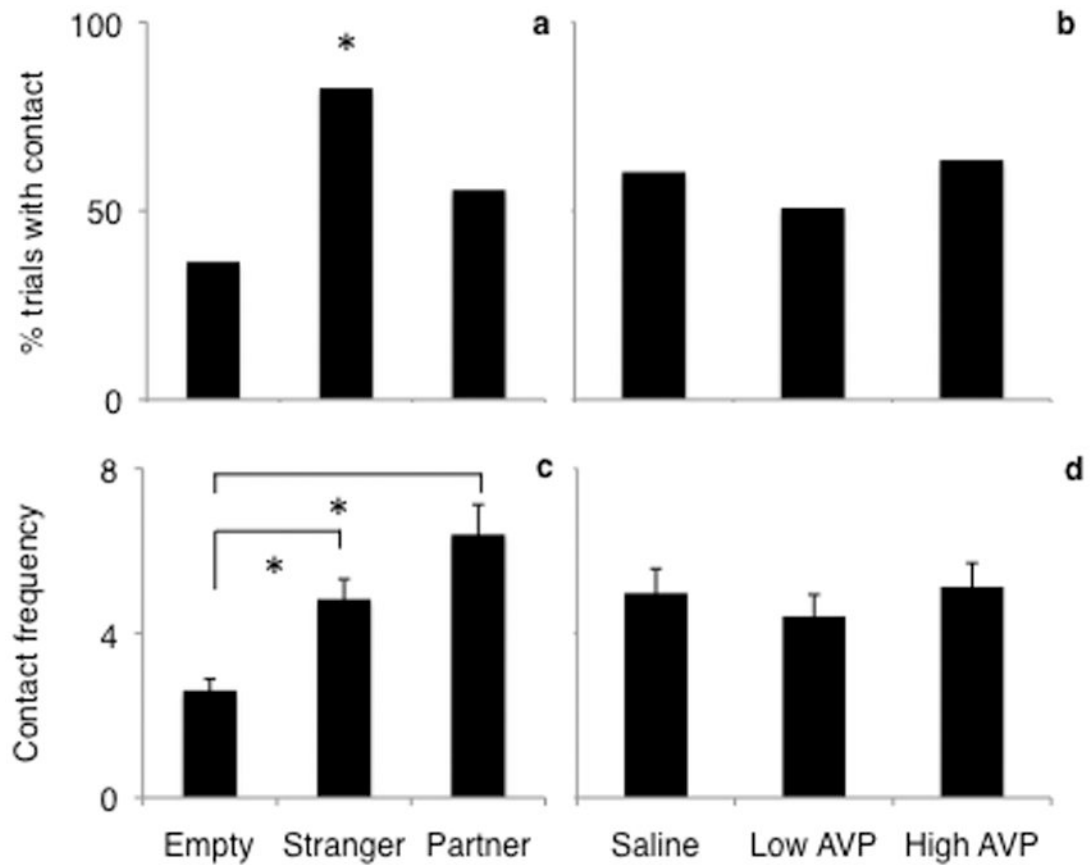 % trials with contact
100
50
0
*
a
b
Contact frequency
8
4
0
*
*
c
d
Empty Stranger Partner
Saline Low AVP High AVP